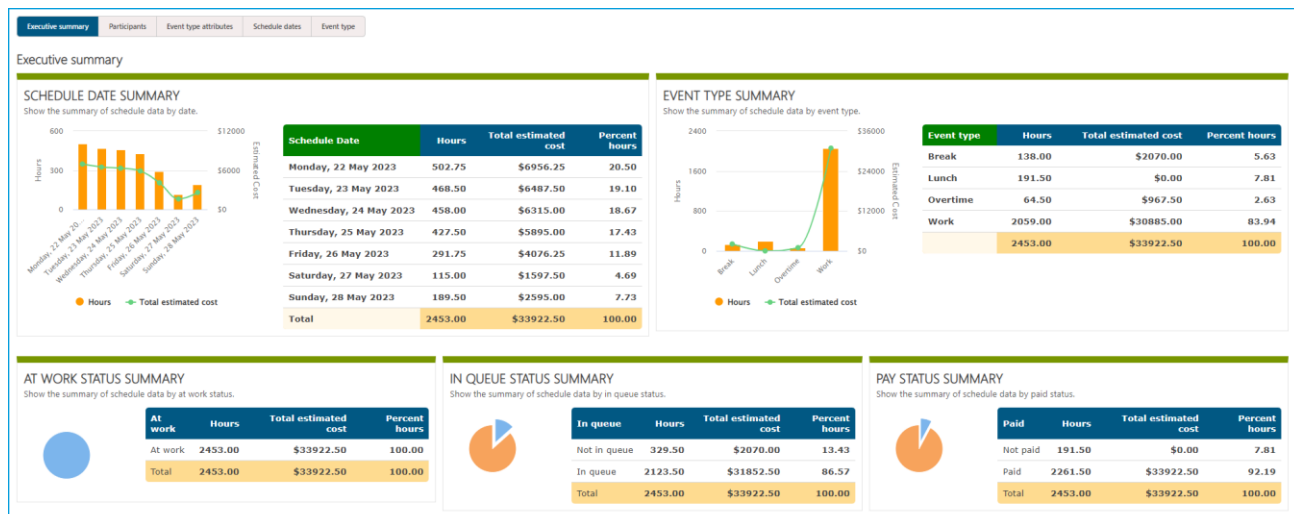 Executive summary Participants Event type attributes Schedule dates Event type
Executive summary
SCHEDULE DATE SUMMARY
Show the summary of schedule data by date.
600 $12000
300 $6000
0 $0
Hours
Estimated Cost
Monday, 22 May 20...
Tuesday, 23 May 2023
Wednesday, 24 May 2023
Thursday, 25 May 2023
Friday, 26 May 2023
Saturday, 27 May 2023
Sunday, 28 May 2023
Hours Total estimated cost
Schedule Date Hours Total estimated cost Percent hours
Monday, 22 May 2023 502.75 $6956.25 20.50
Tuesday, 23 May 2023 468.50 $6487.50 19.10
Wednesday, 24 May 2023 458.00 $6315.00 18.67
Thursday, 25 May 2023 427.50 $5895.00 17.43
Friday, 26 May 2023 291.75 $4076.25 11.89
Saturday, 27 May 2023 115.00 $1597.50 4.69
Sunday, 28 May 2023 189.50 $2595.00 7.73
Total 2453.00 $33922.50 100.00
EVENT TYPE SUMMARY
Show the summary of schedule data by event type.
2400 $36000
1600 $24000
800 $12000
0 $0
Hours
Estimated Cost
Break
Lunch
Overtime
Work
Hours Total estimated cost
Event type Hours Total estimated cost Percent hours
Break 138.00 $2070.00 5.63
Lunch 191.50 $0.00 7.81
Overtime 64.50 $967.50 2.63
Work 2059.00 $30885.00 83.94
2453.00 $33922.50 100.00
AT WORK STATUS SUMMARY
Show the summary of schedule data by at work status.
At work Hours Total estimated cost Percent hours
At work 2453.00 $33922.50 100.00
Total 2453.00 $33922.50 100.00
IN QUEUE STATUS SUMMARY
Show the summary of schedule data by in queue status.
In queue Hours Total estimated cost Percent hours
Not in queue 329.50 $2070.00 13.43
In queue 2123.50 $31852.50 86.57
Total 2453.00 $33922.50 100.00
PAY STATUS SUMMARY
Show the summary of schedule data by paid status.
Paid Hours Total estimated cost Percent hours
Not paid 191.50 $0.00 7.81
Paid 2261.50 $33922.50 92.19
Total 2453.00 $33922.50 100.00